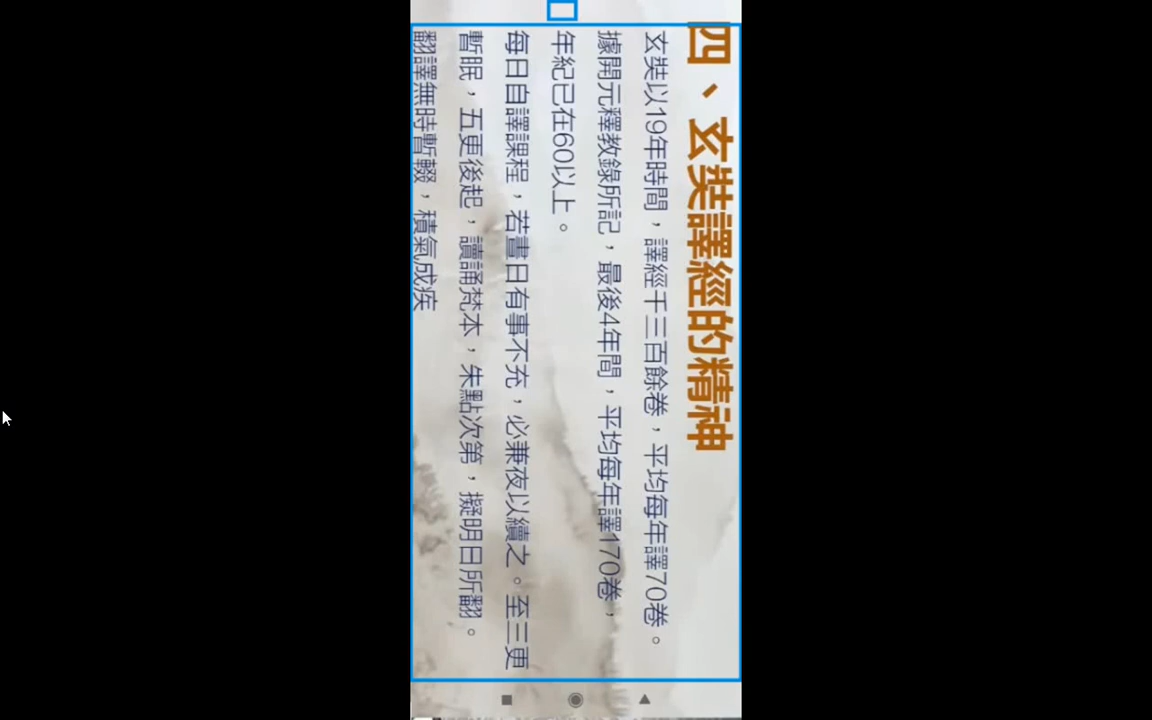 四、玄奘譯經的精神
玄奘以19年時間，譯經千三百餘卷，平均每年譯70卷。
據開元釋教錄所記，最後4年間，平均每年譯170卷，
年紀已在60以上。
每日自譯課程，若晝日有事不充，必兼夜以續之。至三更
暫眠，五更後起，讀誦梵本，朱點次第，擬明日所翻。
翻譯無時暫輟，積氣成疾